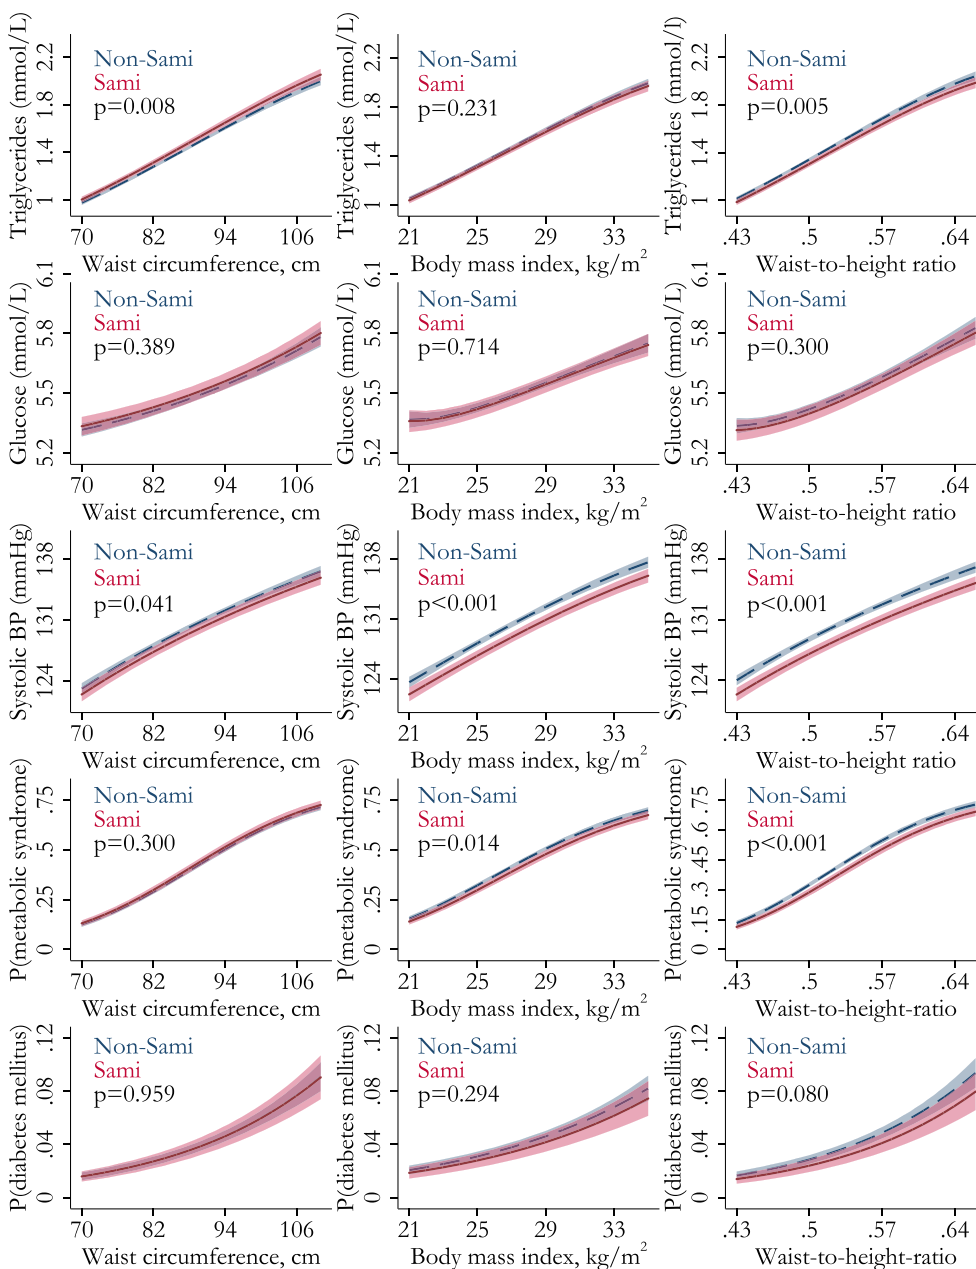 Triglycerides (mmol/L)
2.2
1.8
1.4
1
Non-Sami
Sami
p=0.008
70 82 94 106
Waist circumference, cm
Triglycerides (mmol/L)
2.2
1.8
1.4
1
Non-Sami
Sami
p=0.231
21 25 29 33
Body mass index, kg/m²
Triglycerides (mmol/l)
2.2
1.8
1.4
1
Non-Sami
Sami
p=0.005
.43 .5 .57 .64
Waist-to-height ratio
Glucose (mmol/L)
6.1
5.8
5.5
5.2
Non-Sami
Sami
p=0.389
70 82 94 106
Waist circumference, cm
Glucose (mmol/L)
6.1
5.8
5.5
5.2
Non-Sami
Sami
p=0.714
21 25 29 33
Body mass index, kg/m²
Glucose (mmol/L)
6.1
5.8
5.5
5.2
Non-Sami
Sami
p=0.300
.43 .5 .57 .64
Waist-to-height ratio
Systolic BP (mmHg)
138
131
124
Non-Sami
Sami
p=0.041
70 82 94 106
Waist circumference, cm
Systolic BP (mmHg)
138
131
124
Non-Sami
Sami
p<0.001
21 25 29 33
Body mass index, kg/m²
Systolic BP (mmHg)
138
131
124
Non-Sami
Sami
p<0.001
.43 .5 .57 .64
Waist-to-height ratio
P(metabolic syndrome)
.75
.5
.25
0
Non-Sami
Sami
p=0.300
70 82 94 106
Waist circumference, cm
P(metabolic syndrome)
.75
.5
.25
0
Non-Sami
Sami
p=0.014
21 25 29 33
Body mass index, kg/m²
P(metabolic syndrome)
.75
.6
.45
.3
.15
0
Non-Sami
Sami
p<0.001
.43 .5 .57 .64
Waist-to-height-ratio
P(diabetes mellitus)
.12
.08
.04
0
Non-Sami
Sami
p=0.959
70 82 94 106
Waist circumference, cm
P(diabetes mellitus)
.12
.08
.04
0
Non-Sami
Sami
p=0.294
21 25 29 33
Body mass index, kg/m²
P(diabetes mellitus)
.12
.08
.04
0
Non-Sami
Sami
p=0.080
.43 .5 .57 .64
Waist-to-height-ratio